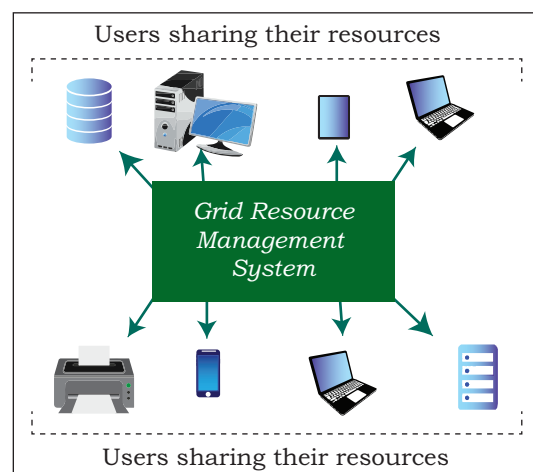 Users sharing their resources
Grid Resource
Management
System
Users sharing their resources